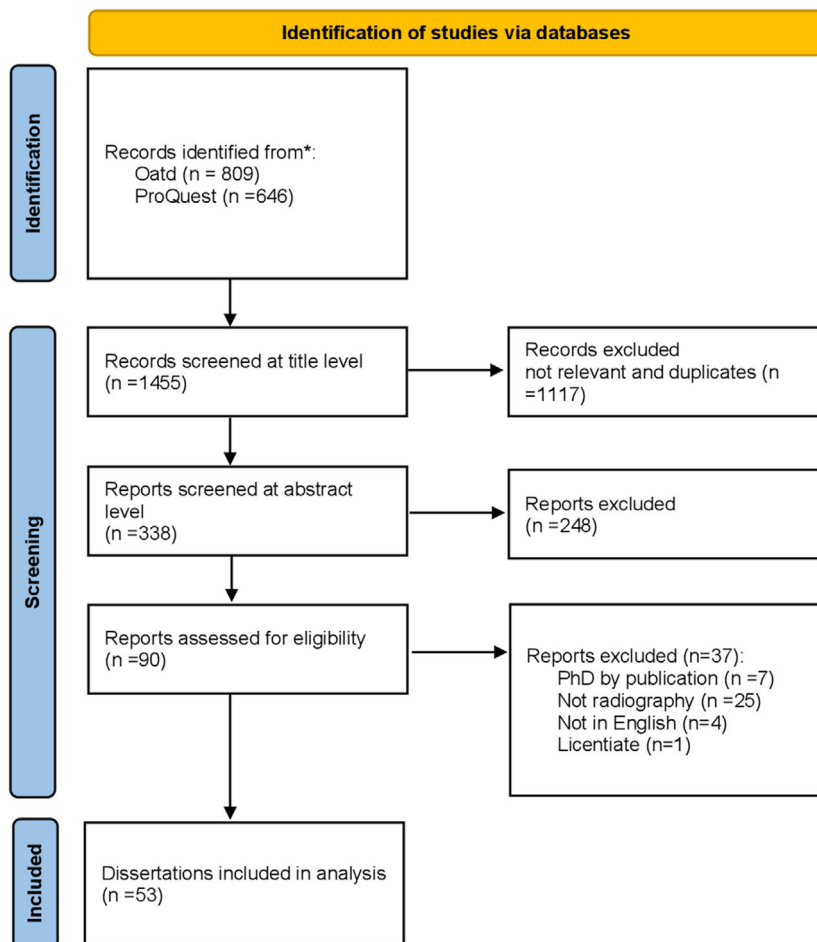 Identification of studies via databases
Identification
Records identified from*:
Oatd (n = 809)
ProQuest (n =646)
Screening
Records screened at title level
(n =1455)
Records excluded
not relevant and duplicates (n
=1117)
Reports screened at abstract
level
(n =338)
Reports excluded
(n =248)
Reports assessed for eligibility
(n =90)
Reports excluded (n=37):
PhD by publication (n =7)
Not radiography (n =25)
Not in English (n=4)
Licentiate (n=1)
Included
Dissertations included in analysis
(n =53)